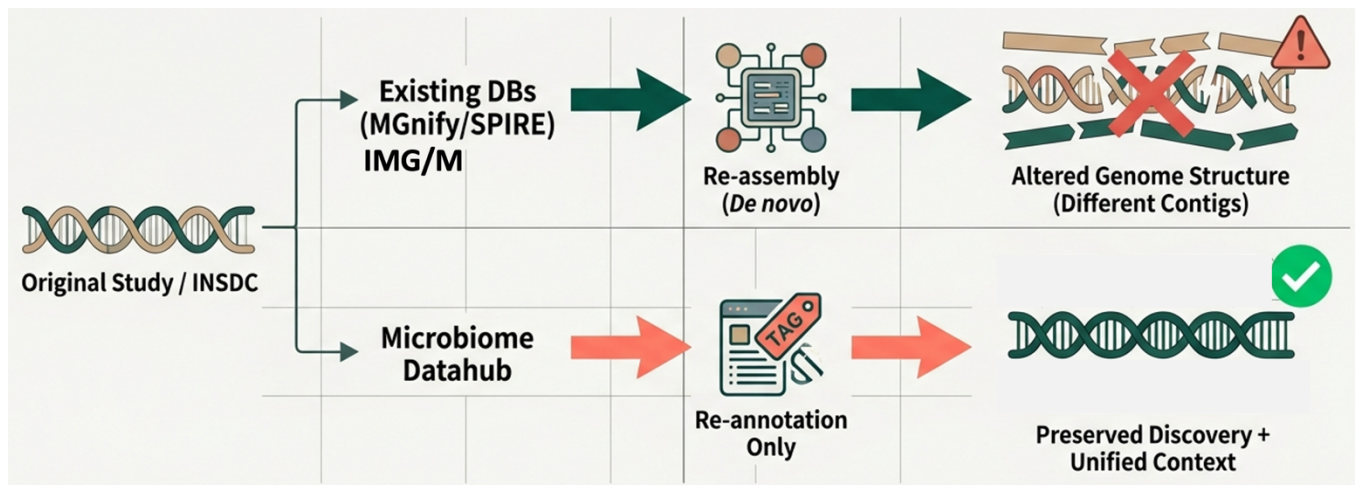 Original Study / INSDC
Existing DBs
(MGnify/SPIRE)
IMG/M
Re-assembly
(De novo)
Altered Genome Structure
(Different Contigs)
Microbiome
Datahub
TAG
Re-annotation
Only
Preserved Discovery +
Unified Context